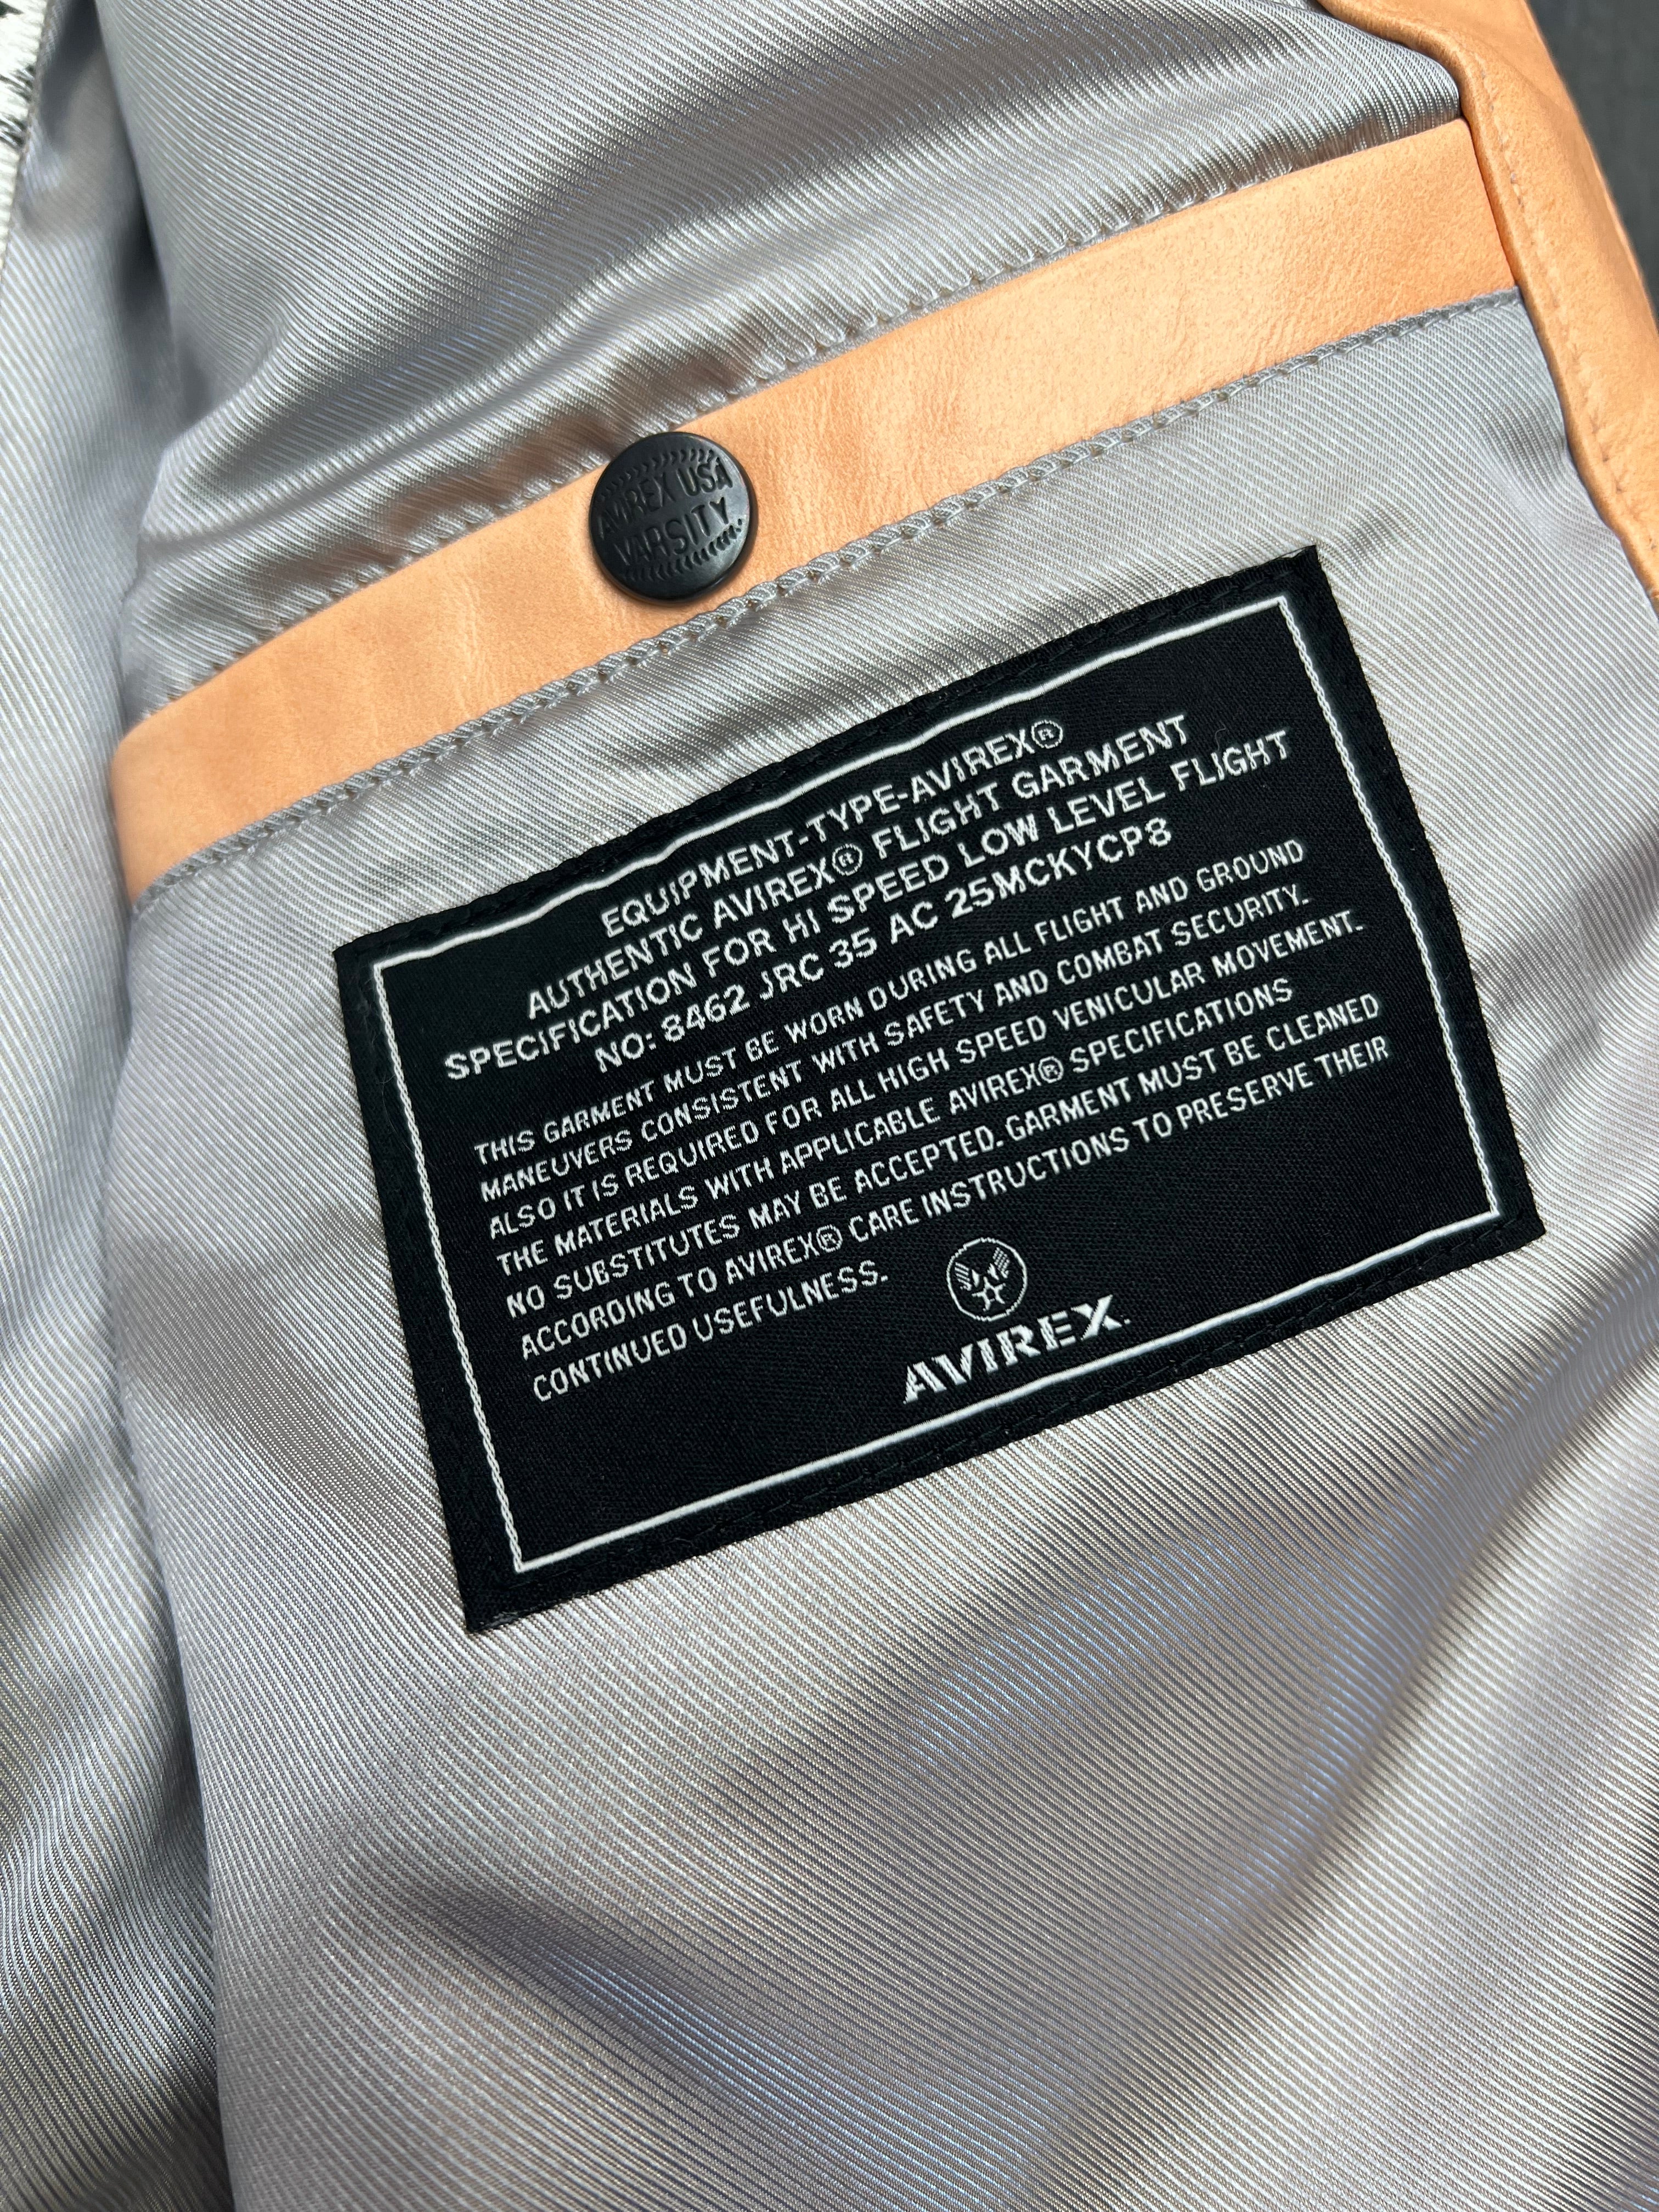 AVIREX USA
VARSITY
EQUIPMENT-TYPE-AVIREX®
AUTHENTIC AVIREX® FLIGHT GARMENT
SPECIFICATION FOR HI SPEED LOW LEVEL FLIGHT
NO: 8462 JRC 35 AC 25MCKYCP8
THIS GARMENT MUST BE WORN DURING ALL FLIGHT AND GROUND
MANEUVERS CONSISTENT WITH SAFETY AND COMBAT SECURITY.
ALSO IT IS REQUIRED FOR ALL HIGH SPEED VENICULAR MOVEMENT.
THE MATERIALS WITH APPLICABLE AVIREX® SPECIFICATIONS
NO SUBSTITUTES MAY BE ACCEPTED. GARMENT MUST BE CLEANED
ACCORDING TO AVIREX® CARE INSTRUCTIONS TO PRESERVE THEIR
CONTINUED USEFULNESS.
AVIREX.